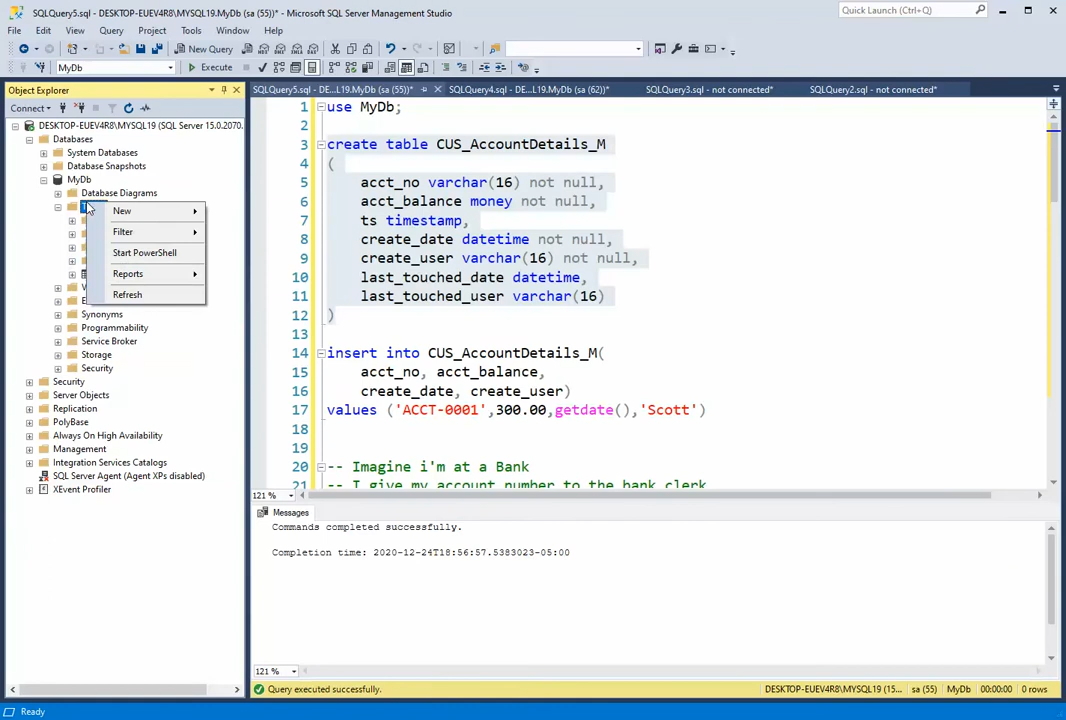 SQLQuery5.sql - DESKTOP-EUEV4R8\MYSQL19.MyDb (sa (55))* - Microsoft SQL Server Management Studio
Quick Launch (Ctrl+Q)
File Edit View Query Project Tools Window Help
New Query
MyDb
Execute
Object Explorer
Connect
SQLQuery5.sql - DE...L19.MyDb (sa (55))*
SQLQuery4.sql - DE...L19.MyDb (sa (62))*
SQLQuery3.sql - not connected*
SQLQuery2.sql - not connected*
DESKTOP-EUEV4R8\MYSQL19 (SQL Server 15.0.2070.
Databases
System Databases
Database Snapshots
MyDb
Database Diagrams
New
Filter
Start PowerShell
Reports
Refresh
Synonyms
Programmability
Service Broker
Storage
Security
Security
Server Objects
Replication
PolyBase
Always On High Availability
Management
Integration Services Catalogs
SQL Server Agent (Agent XPs disabled)
XEvent Profiler
1 use MyDb;
2
3 create table CUS_AccountDetails_M
4 (
5 acct_no varchar(16) not null,
6 acct_balance money not null,
7 ts timestamp,
8 create_date datetime not null,
9 create_user varchar(16) not null,
10 last_touched_date datetime,
11 last_touched_user varchar(16)
12 )
13
14 insert into CUS_AccountDetails_M(
15 acct_no, acct_balance,
16 create_date, create_user)
17 values ('ACCT-0001',300.00,getdate(),'Scott')
18
19
20 -- Imagine i'm at a Bank
21 -- I give my account number to the bank clerk
121 %
Messages
Commands completed successfully.
Completion time: 2020-12-24T18:56:57.5383023-05:00
121 %
Query executed successfully.
DESKTOP-EUEV4R8\MYSQL19 (15... sa (55) MyDb 00:00:00 0 rows
Ready